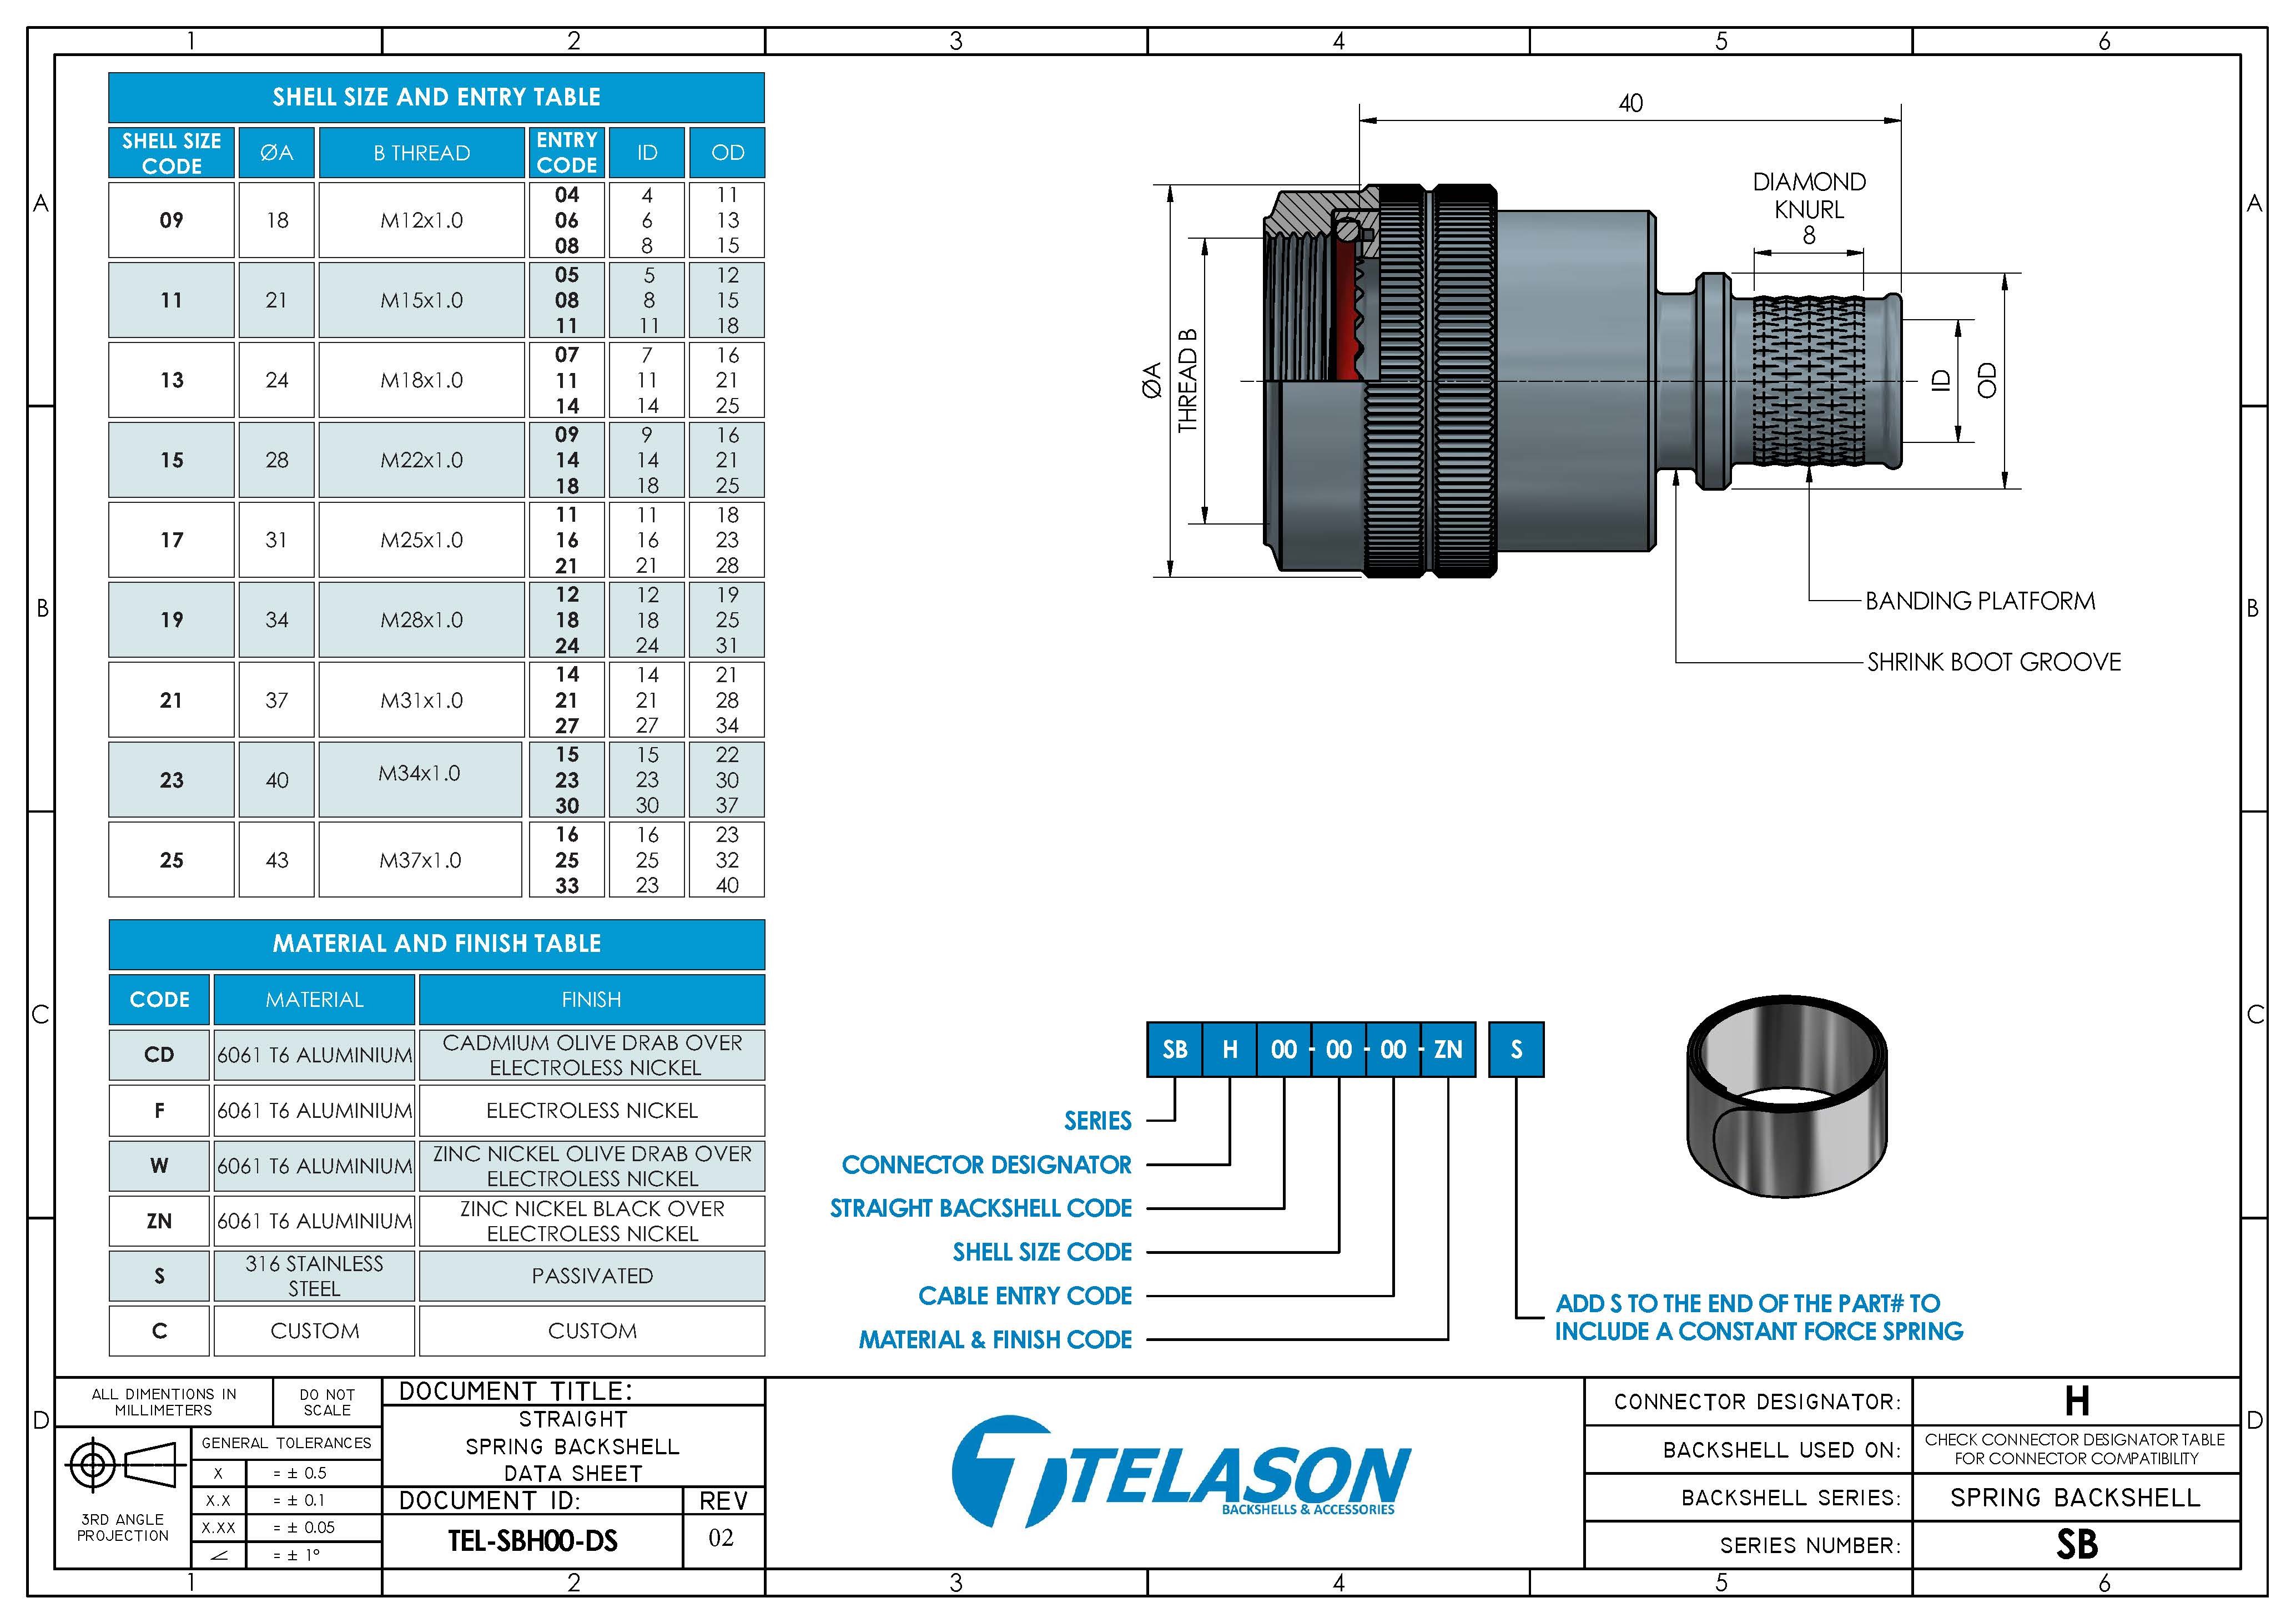 1 2 3 4 5 6
A
B
C
D
A
B
C
D
SHELL SIZE AND ENTRY TABLE
SHELL SIZE CODE ØA B THREAD ENTRY CODE ID OD
09 18 M12x1.0
04 4 11
06 6 13
08 8 15
11 21 M15x1.0
05 5 12
08 8 15
11 11 18
13 24 M18x1.0
07 7 16
11 11 21
14 14 25
15 28 M22x1.0
09 9 16
14 14 21
18 18 25
17 31 M25x1.0
11 11 18
16 16 23
21 21 28
19 34 M28x1.0
12 12 19
18 18 25
24 24 31
21 37 M31x1.0
14 14 21
21 21 28
27 27 34
23 40 M34x1.0
15 15 22
23 23 30
30 30 37
25 43 M37x1.0
16 16 23
25 25 32
33 23 40
40
DIAMOND
KNURL
8
ØA
THREAD B
ID
OD
BANDING PLATFORM
SHRINK BOOT GROOVE
MATERIAL AND FINISH TABLE
CODE MATERIAL FINISH
CD 6061 T6 ALUMINIUM CADMIUM OLIVE DRAB OVER
ELECTROLESS NICKEL
F 6061 T6 ALUMINIUM ELECTROLESS NICKEL
W 6061 T6 ALUMINIUM ZINC NICKEL OLIVE DRAB OVER
ELECTROLESS NICKEL
ZN 6061 T6 ALUMINIUM ZINC NICKEL BLACK OVER
ELECTROLESS NICKEL
S 316 STAINLESS
STEEL PASSIVATED
C CUSTOM CUSTOM
SB H 00 - 00 - 00 - ZN S
SERIES
CONNECTOR DESIGNATOR
STRAIGHT BACKSHELL CODE
SHELL SIZE CODE
CABLE ENTRY CODE
MATERIAL & FINISH CODE
ADD S TO THE END OF THE PART# TO
INCLUDE A CONSTANT FORCE SPRING
ALL DIMENTIONS IN
MILLIMETERS
DO NOT
SCALE
GENERAL TOLERANCES
X = ± 0.5
X.X = ± 0.1
X.XX = ± 0.05
∠ = ± 1°
3RD ANGLE
PROJECTION
DOCUMENT TITLE:
STRAIGHT
SPRING BACKSHELL
DATA SHEET
DOCUMENT ID: REV
TEL-SBH00-DS 02
TELASON
BACKSHELLS & ACCESSORIES
CONNECTOR DESIGNATOR: H
BACKSHELL USED ON: CHECK CONNECTOR DESIGNATOR TABLE
FOR CONNECTOR COMPATIBILITY
BACKSHELL SERIES: SPRING BACKSHELL
SERIES NUMBER: SB
1 2 3 4 5 6